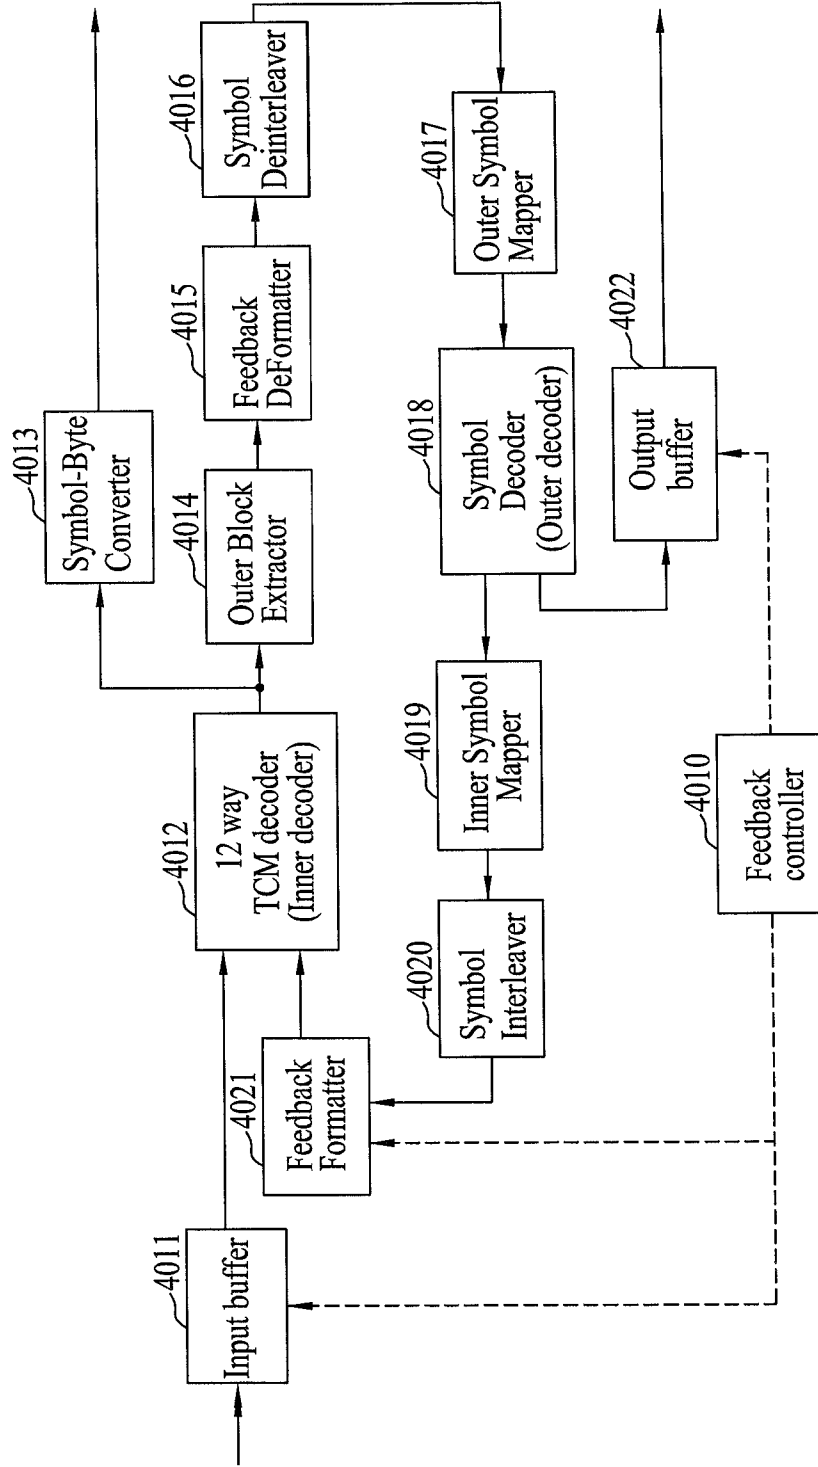 4011
Input buffer
4021
Feedback
Formatter
4012
12 way
TCM decoder
(Inner decoder)
4013
Symbol-Byte
Converter
4014
Outer Block
Extractor
4015
Feedback
DeFormatter
4016
Symbol
Deinterleaver
4017
Outer Symbol
Mapper
4018
Symbol
Decoder
(Outer decoder)
4019
Inner Symbol
Mapper
4020
Symbol
Interleaver
4022
Output
buffer
4010
Feedback
controller